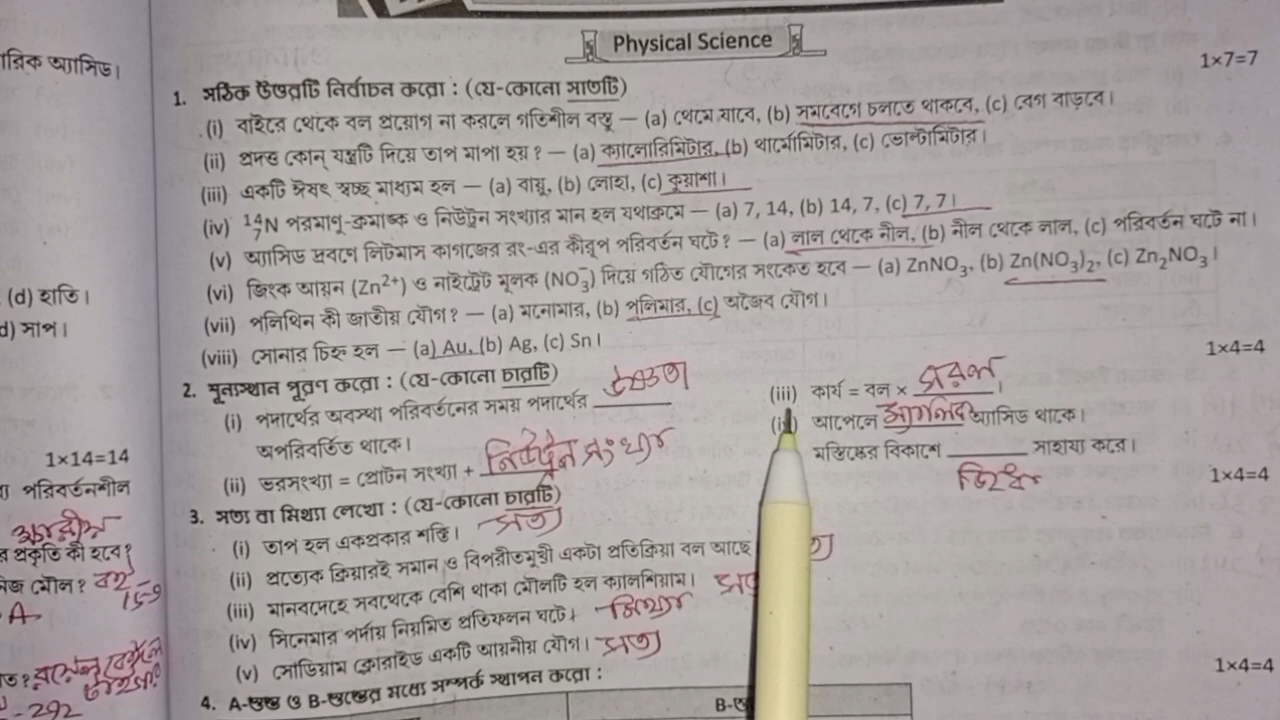 Physical Science
1. সঠিক উত্তরটি নির্বাচন করো : (যে-কোনো সাতটি) 1×7=7
(i) বাইরে থেকে বল প্রয়োগ না করলে গতিশীল বস্তু — (a) থেমে যাবে, (b) সমবেগে চলতে থাকবে, (c) বেগ বাড়বে।
(ii) প্রদত্ত কোন্ যন্ত্রটি দিয়ে তাপ মাপা হয়? — (a) ক্যালোরিমিটার, (b) থার্মোমিটার, (c) ভোল্টামিটার।
(iii) একটি ঈষৎ স্বচ্ছ মাধ্যম হল — (a) বায়ু, (b) লোহা, (c) কুয়াশা।
(iv) ¹⁴₇N পরমাণু-ক্রমাঙ্ক ও নিউট্রন সংখ্যার মান হল যথাক্রমে — (a) 7, 14, (b) 14, 7, (c) 7, 7।
(v) অ্যাসিড দ্রবণে লিটমাস কাগজের রং-এর কীরূপ পরিবর্তন ঘটে? — (a) লাল থেকে নীল, (b) নীল থেকে লাল, (c) পরিবর্তন ঘটে না।
(vi) জিংক আয়ন (Zn²⁺) ও নাইট্রেট মূলক (NO₃⁻) দিয়ে গঠিত যৌগের সংকেত হবে — (a) ZnNO₃, (b) Zn(NO₃)₂, (c) Zn₂NO₃।
(vii) পলিথিন কী জাতীয় যৌগ? — (a) মনোমার, (b) পলিমার, (c) অজৈব যৌগ।
(viii) সোনার চিহ্ন হল — (a) Au, (b) Ag, (c) Sn।
2. শূন্যস্থান পূরণ করো : (যে-কোনো চারটি) 1×4=4
(i) পদার্থের অবস্থা পরিবর্তনের সময় পদার্থের উষ্ণতা
অপরিবর্তিত থাকে।
(ii) ভরসংখ্যা = প্রোটন সংখ্যা + নিউট্রন সংখ্যা
(iii) কার্য = বল × সরণ।
আপেলে ম্যালিক অ্যাসিড থাকে।
মস্তিষ্কের বিকাশে ______ সাহায্য করে।
জিংক
3. সত্য বা মিথ্যা লেখো : (যে-কোনো চারটি) 1×4=4
(i) তাপ হল একপ্রকার শক্তি। সত্য
(ii) প্রত্যেক ক্রিয়ারই সমান ও বিপরীতমুখী একটা প্রতিক্রিয়া বল আছে
(iii) মানবদেহে সবথেকে বেশি থাকা মৌলটি হল ক্যালশিয়াম।
(iv) সিনেমার পর্দায় নিয়মিত প্রতিফলন ঘটে। মিথ্যা
(v) সোডিয়াম ক্লোরাইড একটি আয়নীয় যৌগ। সত্য
4. A-স্তম্ভ ও B-স্তম্ভের মধ্যে সম্পর্ক স্থাপন করো : 1×4=4
রিক অ্যাসিড।
(d) হাতি।
d) সাপ।
1×14=14
পরিবর্তনশীল
র প্রকৃতি কী হবে?
মৌল?
A
292